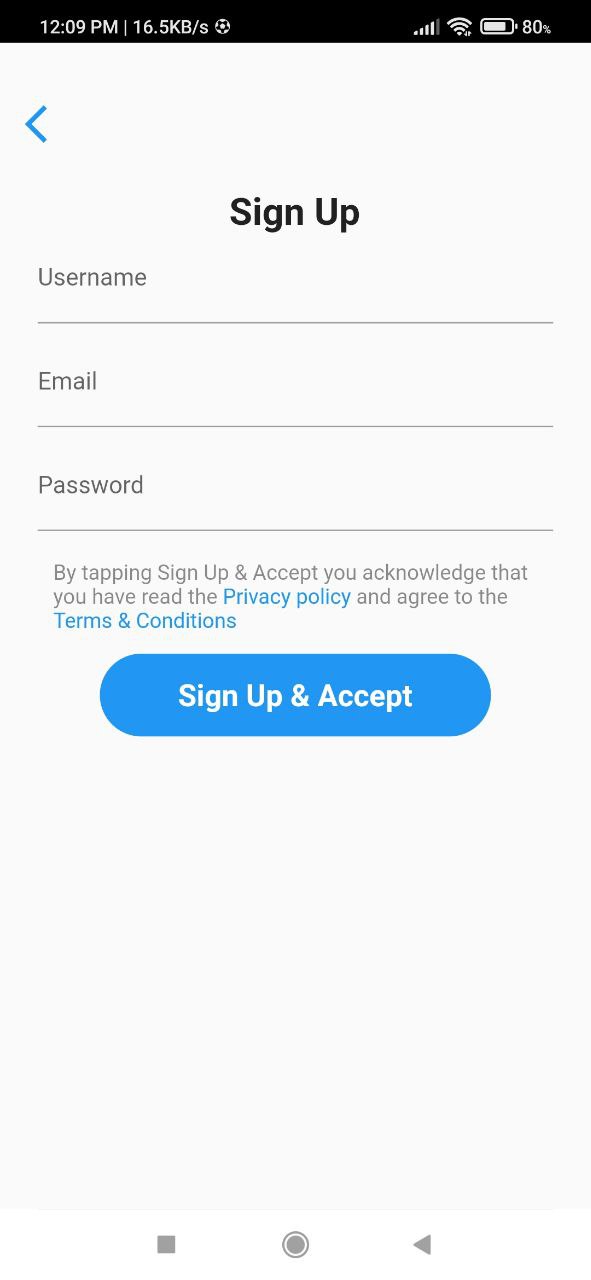 12:09 PM | 16.5KB/s
80%
Sign Up
Username
Email
Password
By tapping Sign Up & Accept you acknowledge that
you have read the Privacy policy and agree to the
Terms & Conditions
Sign Up & Accept